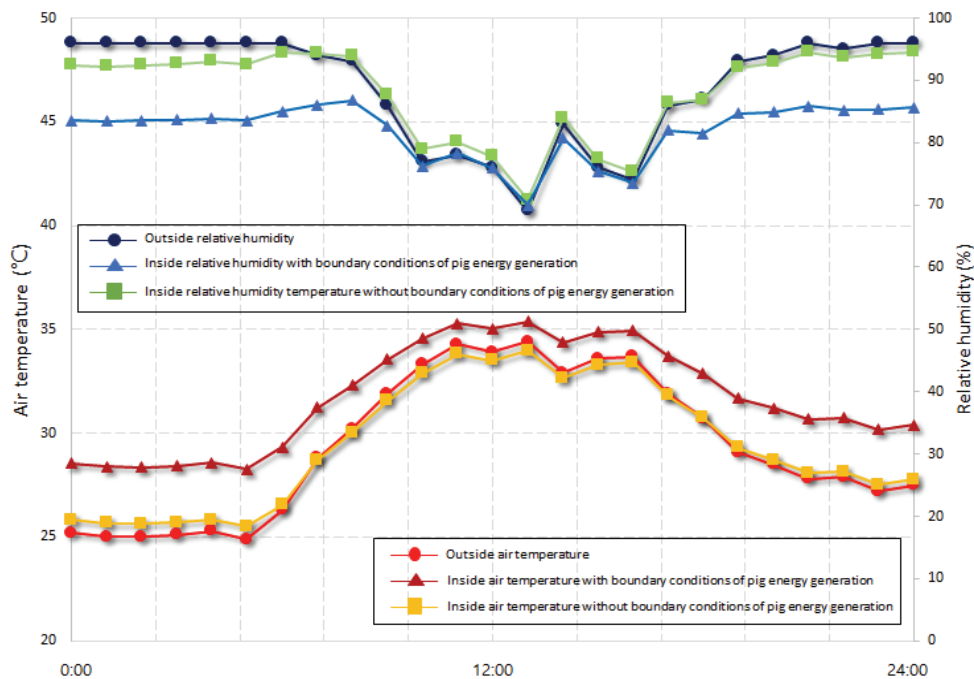 50
45
40
35
30
25
20
Air temperature (℃)
100
90
80
70
60
50
40
30
20
10
0
Relative humidity (%)
Outside relative humidity
Inside relative humidity with boundary conditions of pig energy generation
Inside relative humidity temperature without boundary conditions of pig energy generation
Outside air temperature
Inside air temperature with boundary conditions of pig energy generation
Inside air temperature without boundary conditions of pig energy generation
0:00
12:00
24:00